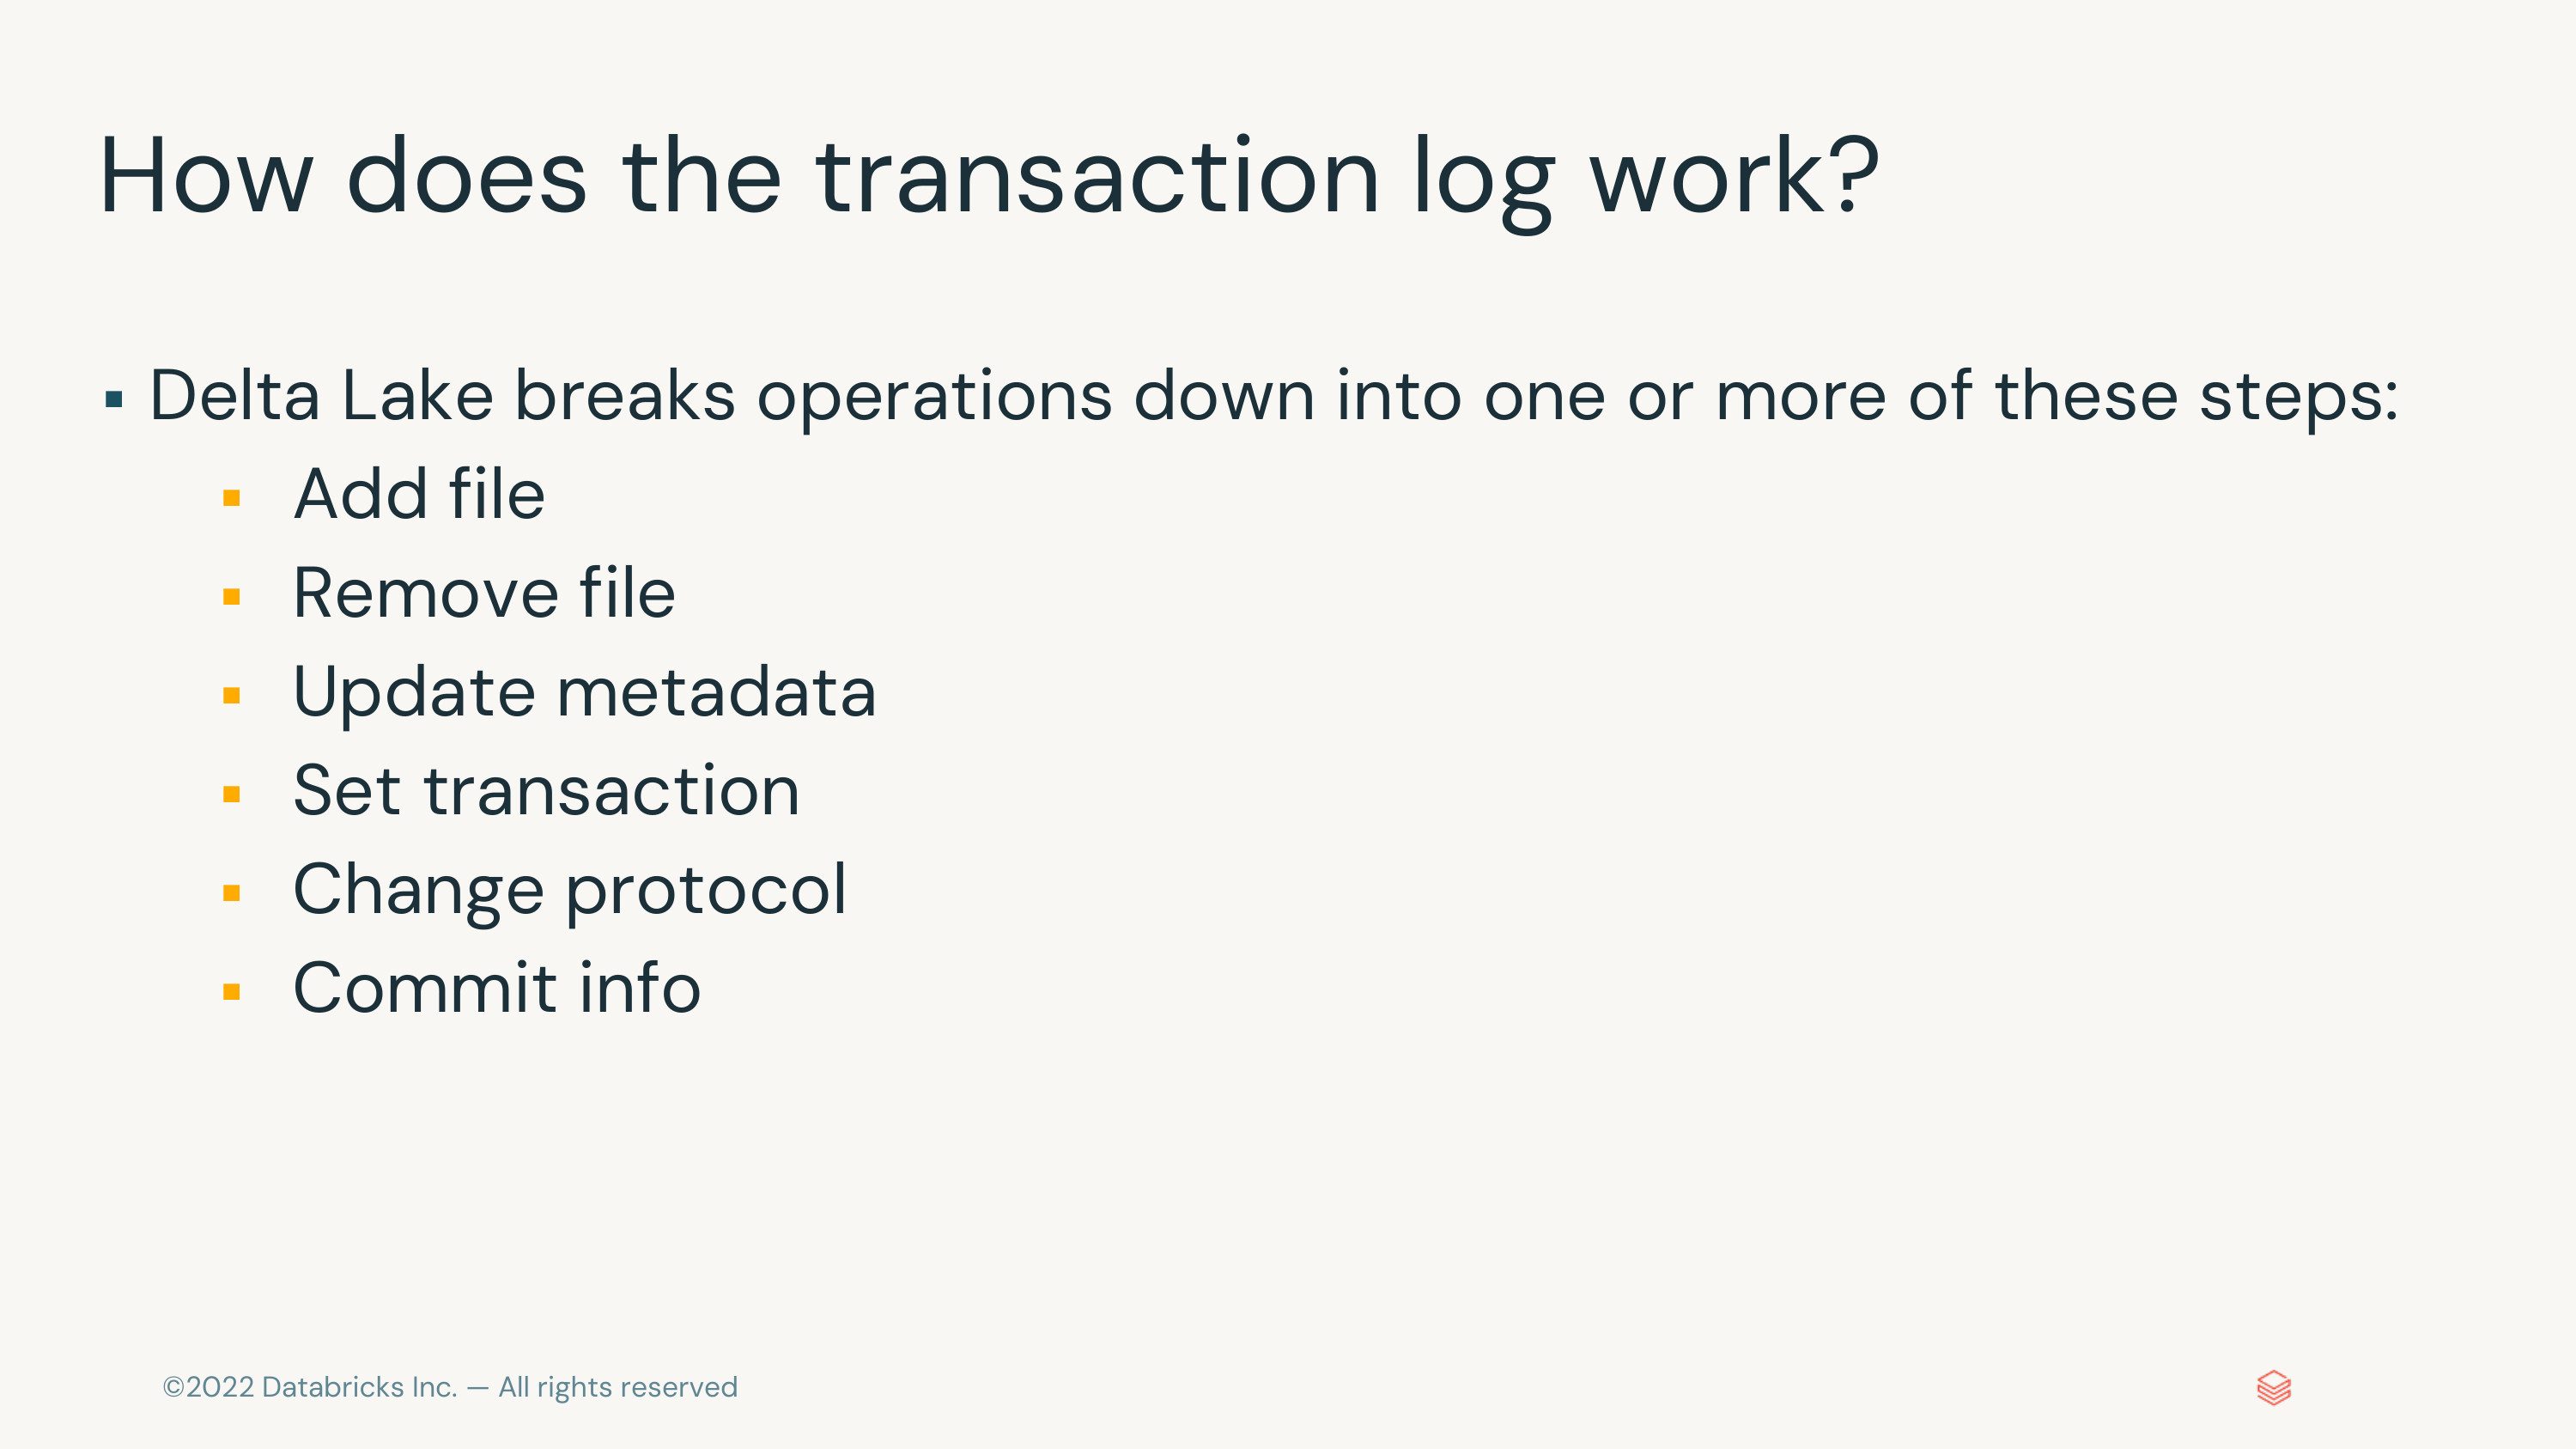 How does the transaction log work?
▪ Delta Lake breaks operations down into one or more of these steps:
▪ Add file
▪ Remove file
▪ Update metadata
▪ Set transaction
▪ Change protocol
▪ Commit info
©2022 Databricks Inc. — All rights reserved